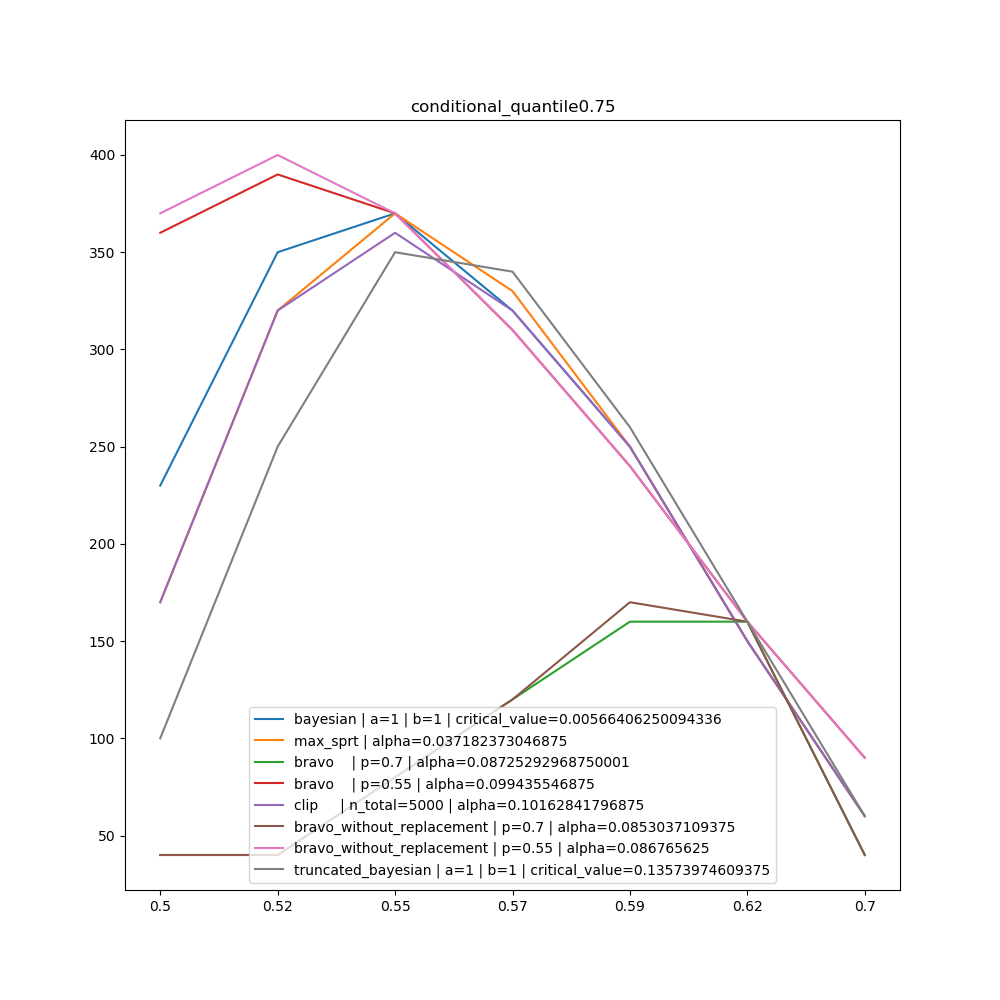 conditional_quantile0.75
400
350
300
250
200
150
100
50
bayesian | a=1 | b=1 | critical_value=0.00566406250094336
max_sprt | alpha=0.037182373046875
bravo    | p=0.7 | alpha=0.08725292968750001
bravo    | p=0.55 | alpha=0.099435546875
clip     | n_total=5000 | alpha=0.10162841796875
bravo_without_replacement | p=0.7 | alpha=0.0853037109375
bravo_without_replacement | p=0.55 | alpha=0.086765625
truncated_bayesian | a=1 | b=1 | critical_value=0.13573974609375
0.5 0.52 0.55 0.57 0.59 0.62 0.7